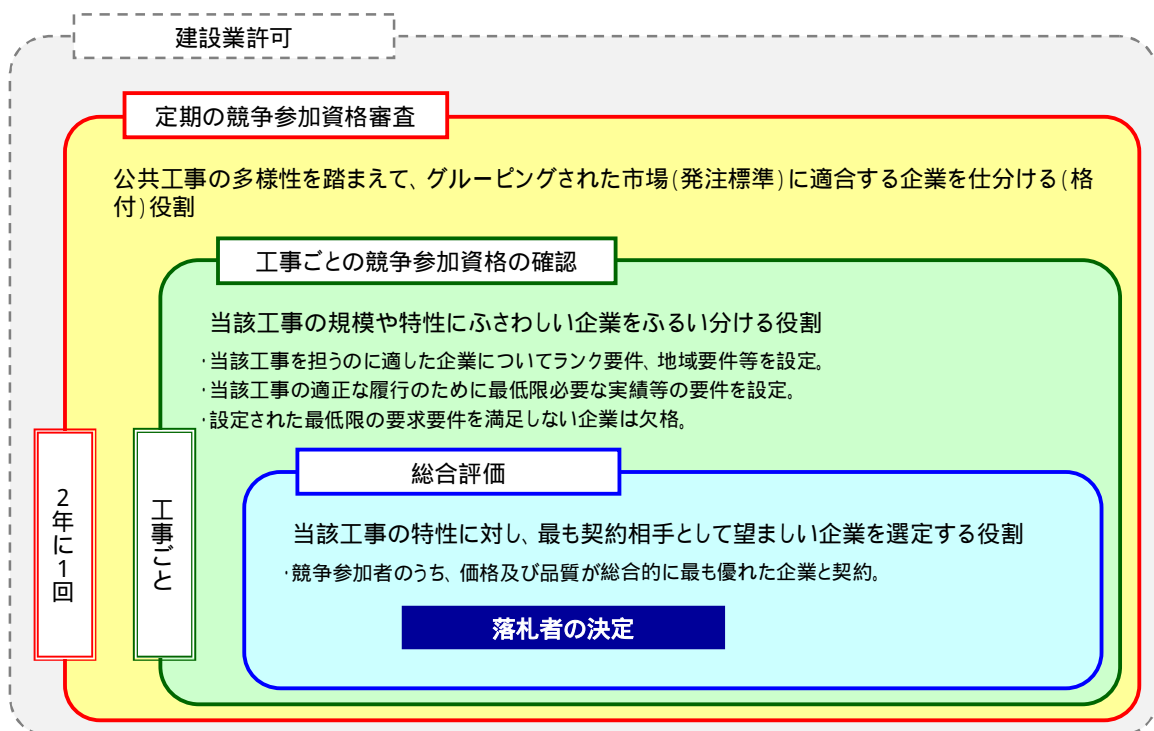 建設業許可
定期の競争参加資格審査
公共工事の多様性を踏まえて、グルーピングされた市場(発注標準)に適合する企業を仕分ける(格
付)役割
工事ごとの競争参加資格の確認
当該工事の規模や特性にふさわしい企業をふるい分ける役割
・当該工事を担うのに適した企業についてランク要件、地域要件等を設定。
・当該工事の適正な履行のために最低限必要な実績等の要件を設定。
・設定された最低限の要求要件を満足しない企業は欠格。
2年に1回
工事ごと
総合評価
当該工事の特性に対し、最も契約相手として望ましい企業を選定する役割
・競争参加者のうち、価格及び品質が総合的に最も優れた企業と契約。
落札者の決定